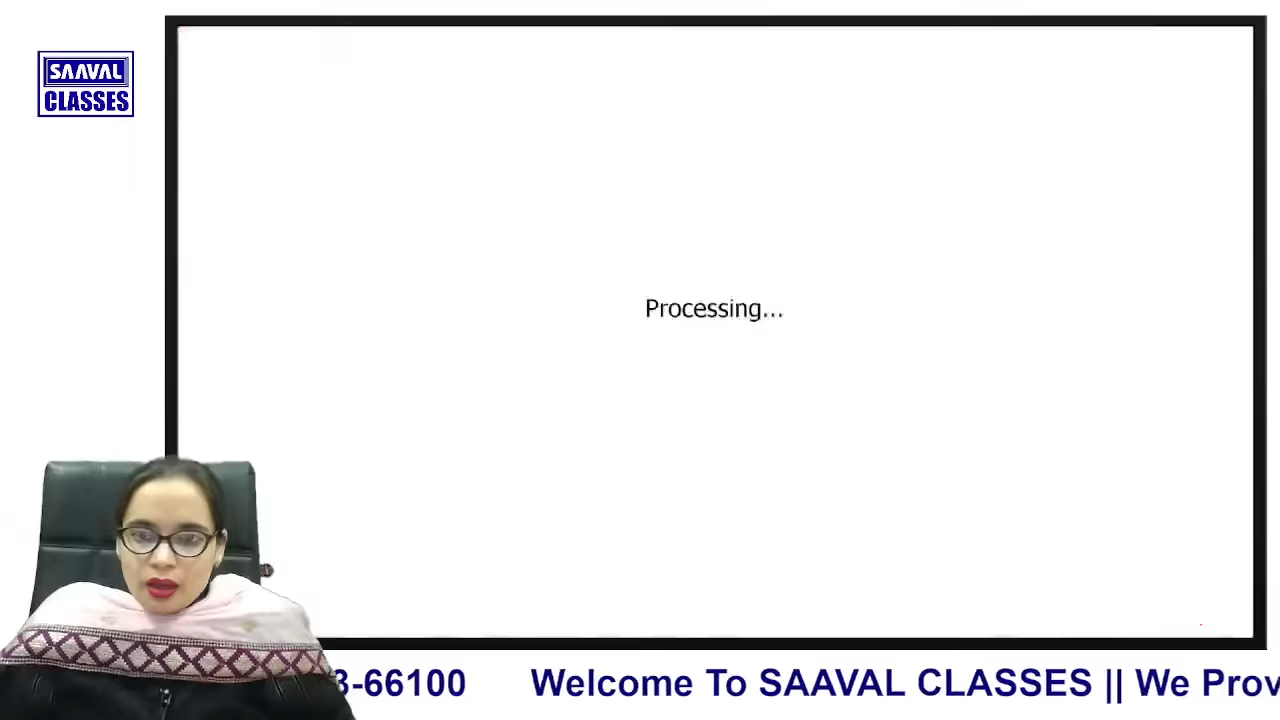 SAAVAL
CLASSES
Processing...
3-66100 Welcome To SAAVAL CLASSES || We Prov